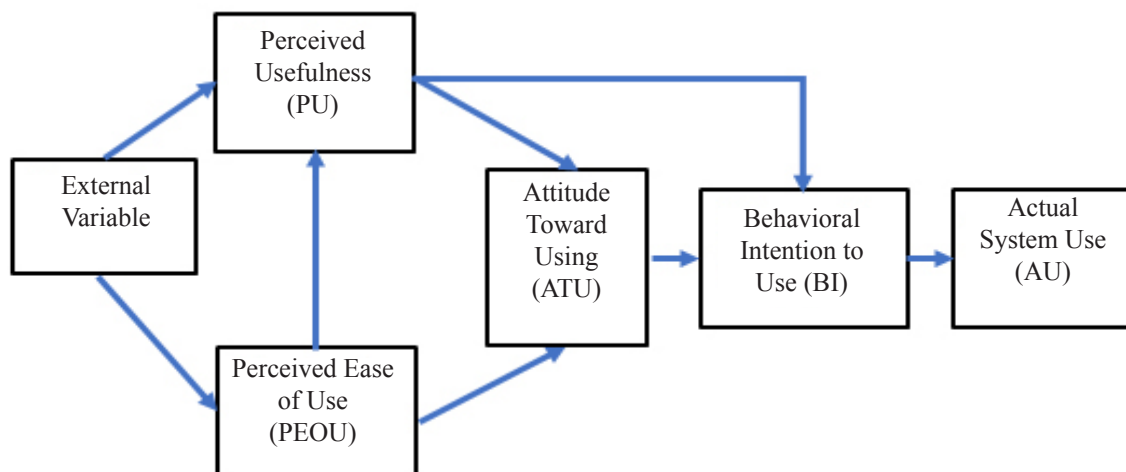 Perceived
Usefulness
(PU)
External
Variable
Attitude
Toward
Using
(ATU)
Behavioral
Intention to
Use (BI)
Actual
System Use
(AU)
Perceived Ease
of Use
(PEOU)